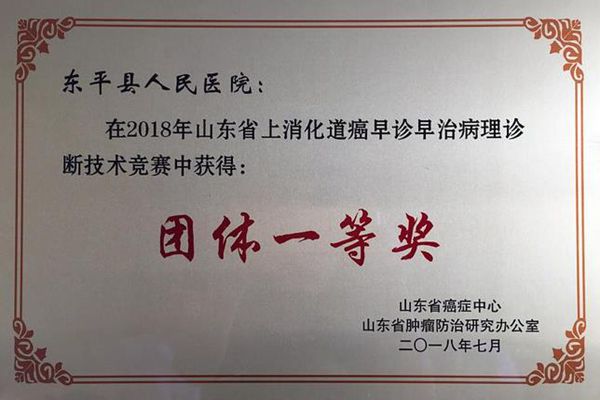 东平县人民医院：
在2018年山东省上消化道癌早诊早治病理诊
断技术竞赛中获得：
团体一等奖
山东省癌症中心
山东省肿瘤防治研究办公室
二〇一八年七月